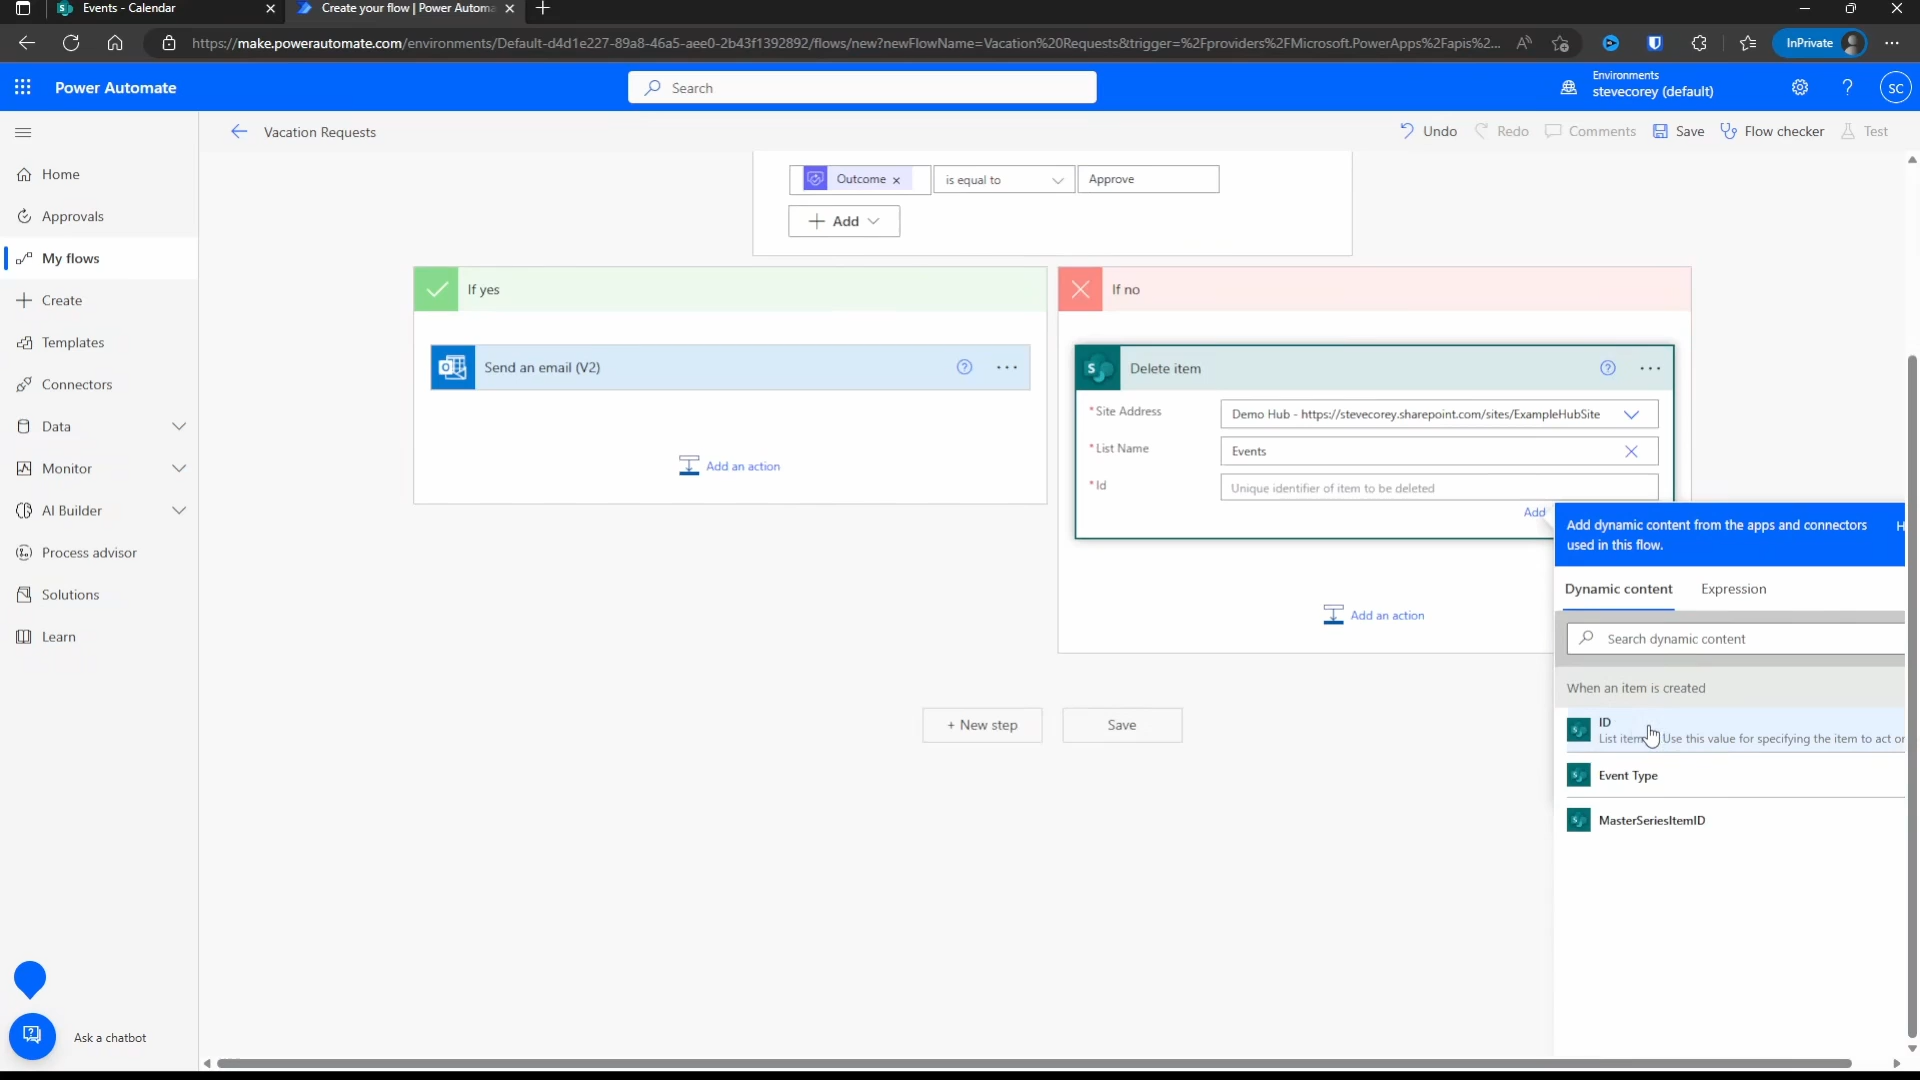 Events - Calendar
Create your flow | Power Automa
https://make.powerautomate.com/environments/Default-d4d1e227-89a8-46a5-aee0-2b43f1392892/flows/new?newFlowName=Vacation%20Requests&trigger=%2Fproviders%2FMicrosoft.PowerApps%2Fapis%2...
InPrivate
Power Automate
Search
Environments
stevecorey (default)
SC
Vacation Requests
Undo
Redo
Comments
Save
Flow checker
Test
Home
Approvals
My flows
Create
Templates
Connectors
Data
Monitor
AI Builder
Process advisor
Solutions
Learn
Ask a chatbot
Outcome
is equal to
Approve
Add
If yes
Send an email (V2)
Add an action
If no
Delete item
* Site Address
Demo Hub - https://stevecorey.sharepoint.com/sites/ExampleHubSite
* List Name
Events
* Id
Unique identifier of item to be deleted
Add
Add an action
+ New step
Save
Add dynamic content from the apps and connectors
used in this flow.
H
Dynamic content
Expression
Search dynamic content
When an item is created
ID
List item Use this value for specifying the item to act or
Event Type
MasterSeriesItemID